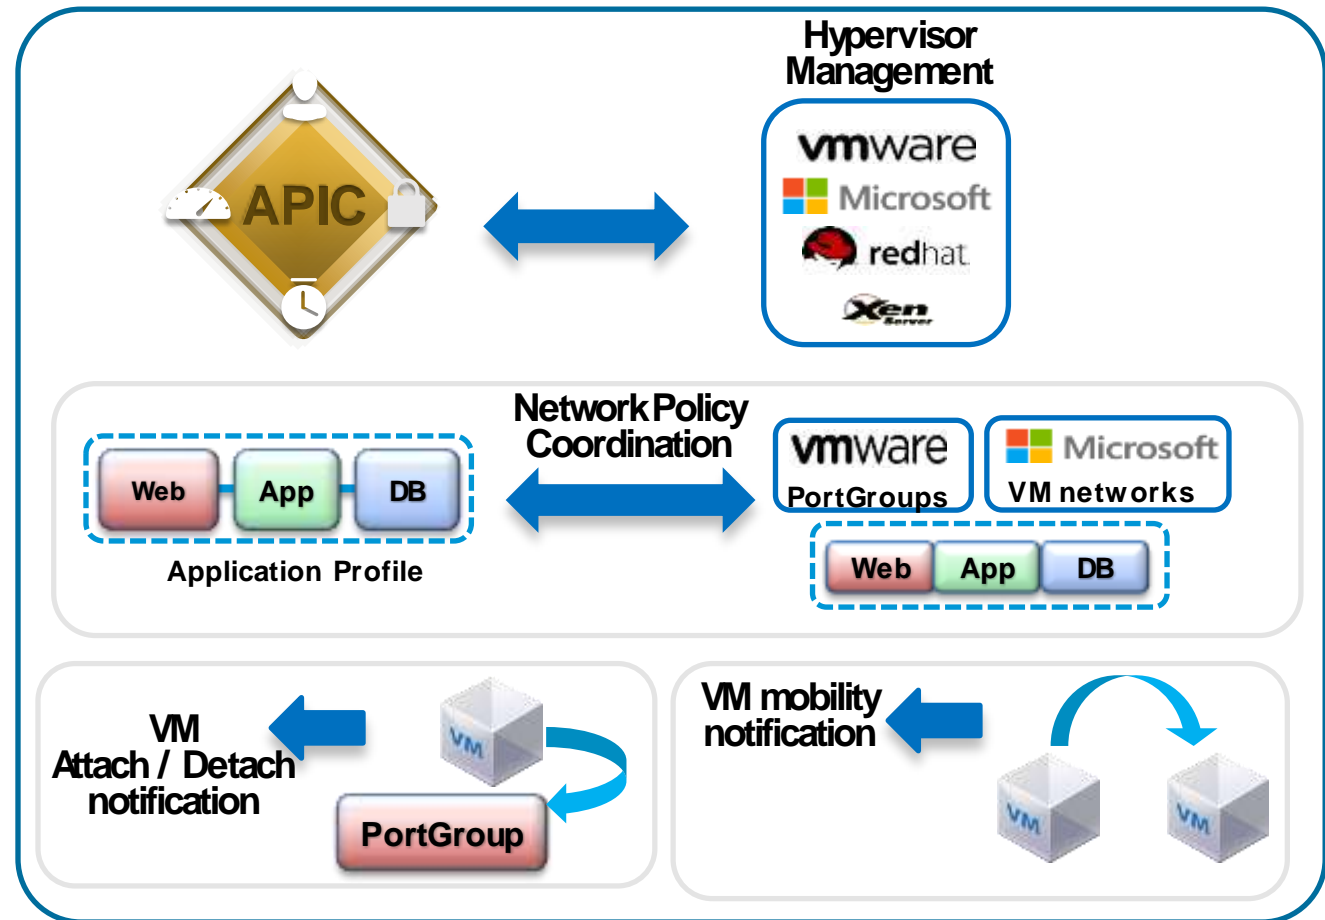 Hypervisor
Management
APIC
vmware
Microsoft
redhat.
Xen
Server
Network Policy
Coordination
Web
App
DB
Application Profile
vmware
PortGroups
Microsoft
VM networks
Web
App
DB
VM
Attach / Detach
notification
VM
PortGroup
VM mobility
notification
VM
VM